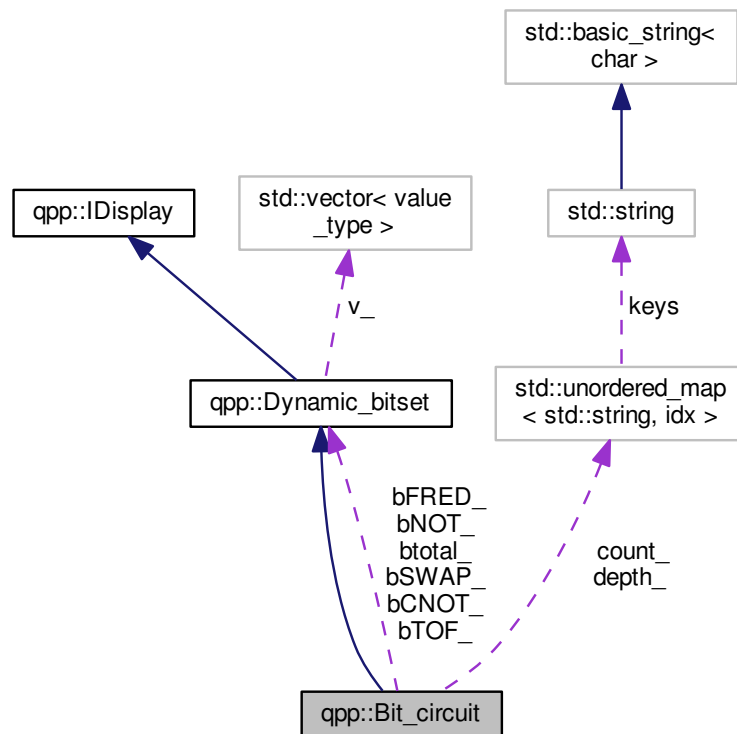 std::basic_string<
char >
qpp::IDisplay
std::vector< value
_type >
std::string
v_
keys
qpp::Dynamic_bitset
std::unordered_map
< std::string, idx >
bFRED_
bNOT_
btotal_
bSWAP_
bCNOT_
bTOF_
count_
depth_
qpp::Bit_circuit